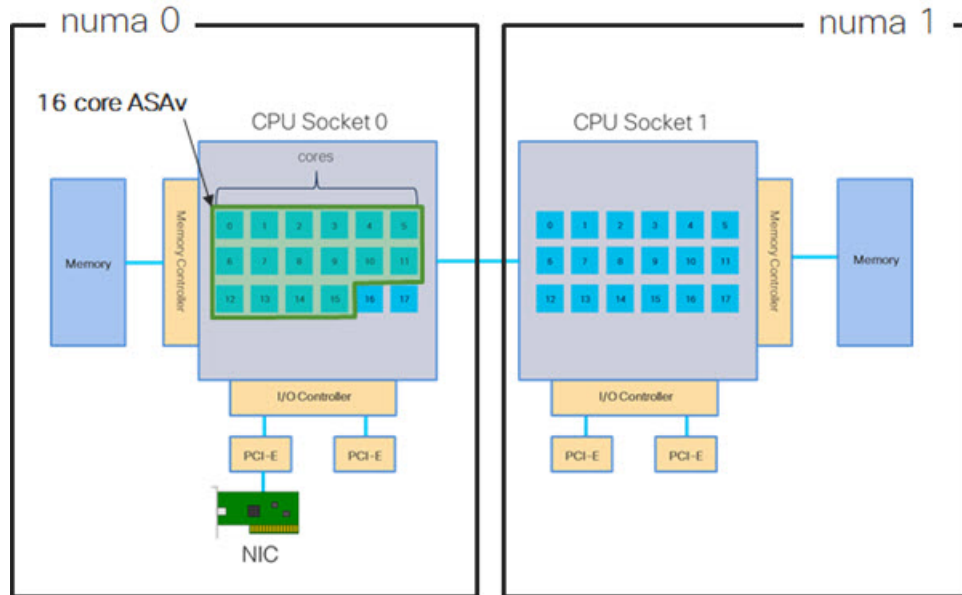 numa 0
numa 1
16 core ASAv
CPU Socket 0
CPU Socket 1
cores
0 1 2 3 4 5
6 7 8 9 10 11
12 13 14 15 16 17
0 1 2 3 4 5
6 7 8 9 10 11
12 13 14 15 16 17
Memory
Memory Controller
Memory Controller
Memory
I/O Controller
I/O Controller
PCI-E
PCI-E
PCI-E
PCI-E
NIC